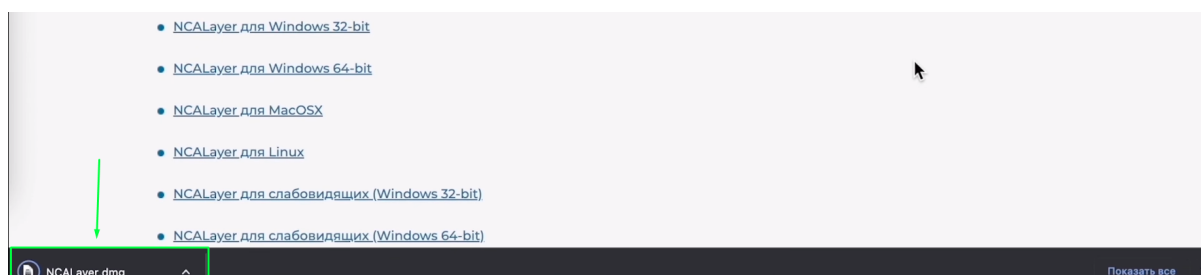 NCALayer для Windows 32-bit
NCALayer для Windows 64-bit
NCALayer для MacOSX
NCALayer для Linux
NCALayer для слабовидящих (Windows 32-bit)
NCALayer для слабовидящих (Windows 64-bit)
NCALayer.dmg
Показать все